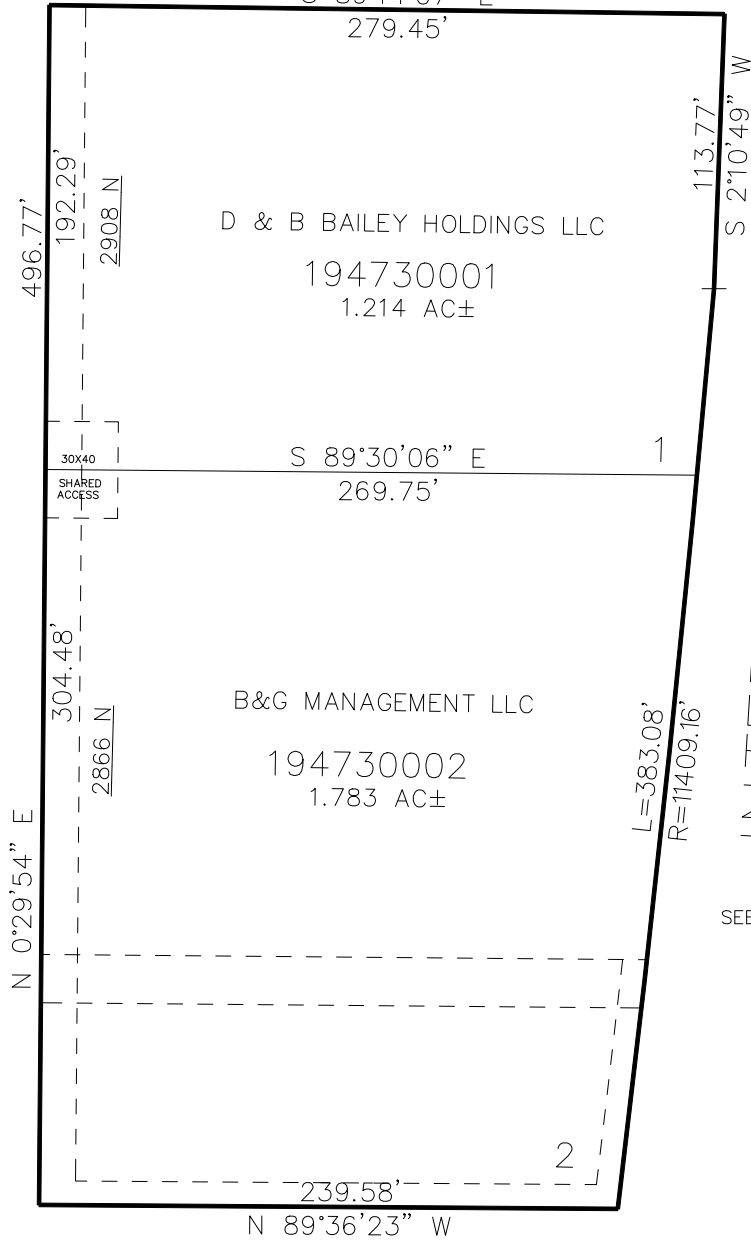 279.45'
113.77'
S 2°10'49" W
496.77'
192.29'
2908 N
D & B BAILEY HOLDINGS LLC
194730001
1.214 AC±
1
30X40
SHARED
ACCESS
S 89°30'06" E
269.75'
304.48'
2866 N
B&G MANAGEMENT LLC
194730002
1.783 AC±
L=383.08'
R=11409.16'
N 0°29'54" E
SEE
2
239.58'
N 89°36'23" W